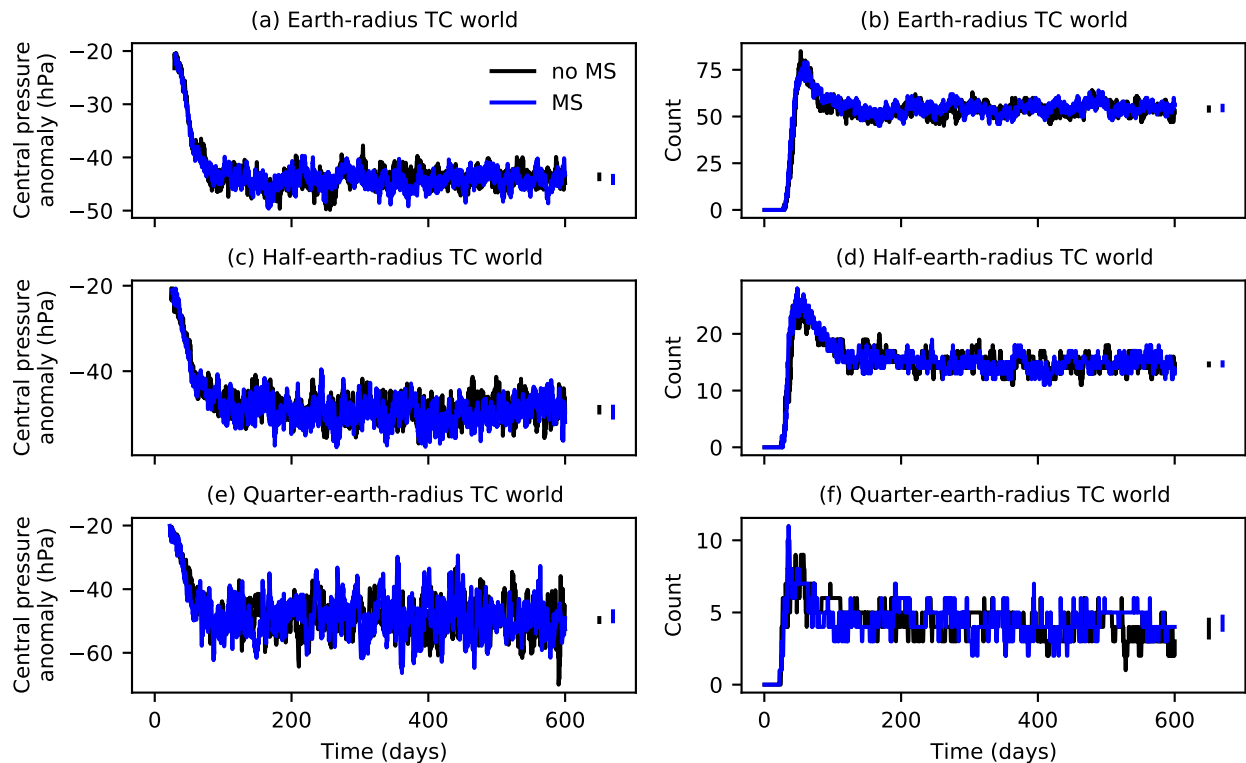 (a) Earth-radius TC world
(b) Earth-radius TC world
Central pressure
anomaly (hPa)
−20
−30
−40
−50
no MS
MS
Count
75
50
25
0
(c) Half-earth-radius TC world
(d) Half-earth-radius TC world
Central pressure
anomaly (hPa)
−20
−40
Count
20
10
0
(e) Quarter-earth-radius TC world
(f) Quarter-earth-radius TC world
Central pressure
anomaly (hPa)
−20
−40
−60
0
200
400
600
Time (days)
Count
10
5
0
0
200
400
600
Time (days)